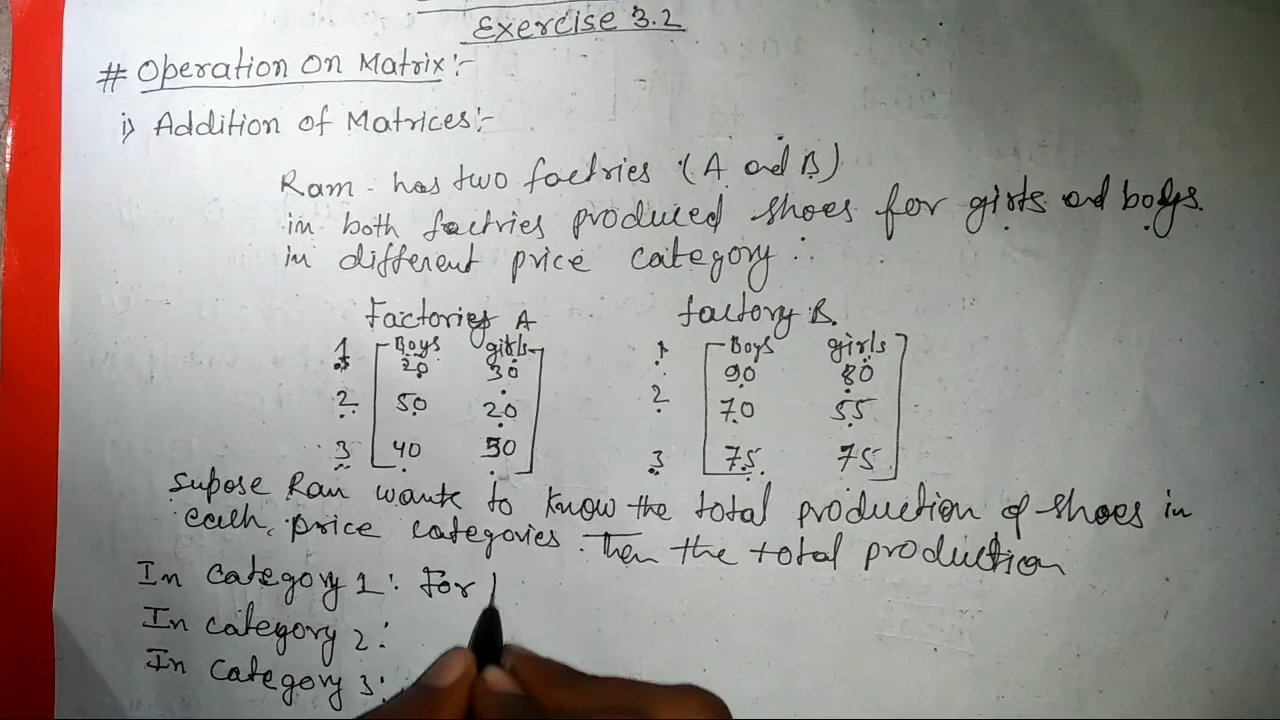 Exercise 3.2
# Operation On Matrix:-
i) Addition of Matrices:-
Ram has two factries (A and B)
in both factries produced shoes for girls and boys.
in different price category :
Factories A factory B.
Boys girls Boys girls
1 20 30 1 90 80
2 50 20 2 70 55
3 40 50 3 75 75
Supose Ram wants to know the total production of shoes in
each price categories. Then the total production
In category 1: For
In category 2:
In category 3: